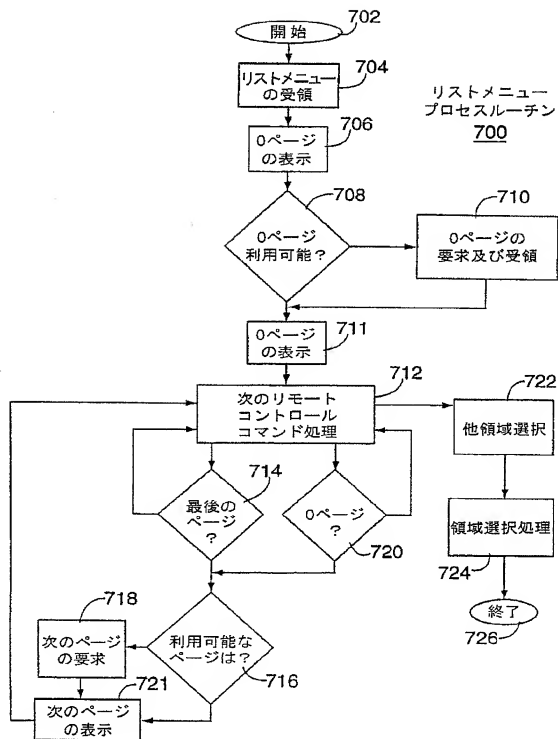 開始
702
リストメニュー
の受領
704
リストメニュー
プロセスルーチン
700
0ページ
の表示
706
0ページ
利用可能?
708
0ページの
要求及び受領
710
0ページ
の表示
711
次のリモート
コントロール
コマンド処理
712
他領域選択
722
最後の
ページ
?
714
0ページ
?
720
領域選択処理
724
終了
726
次のページ
の要求
718
利用可能な
ページは?
716
次のページ
の表示
721